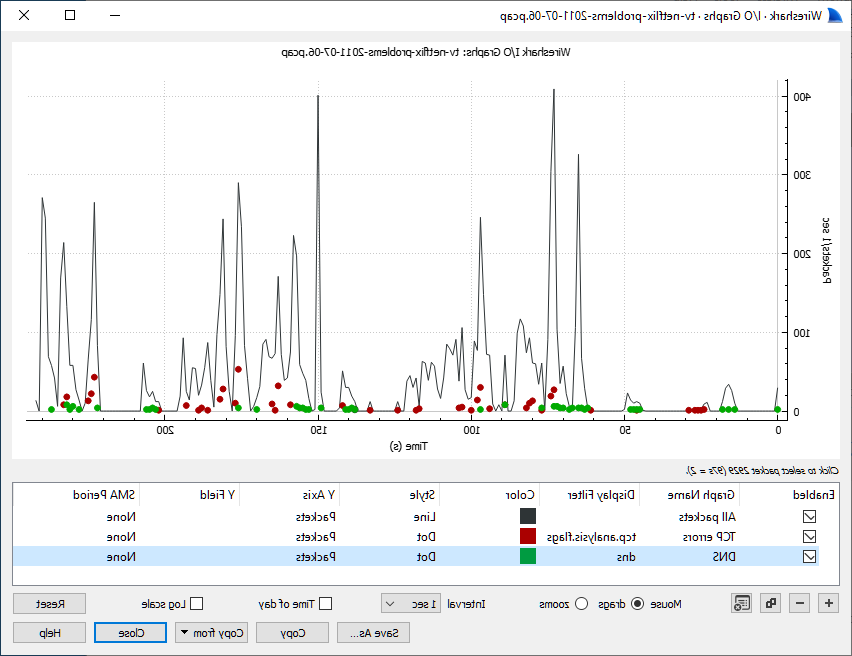 Wireshark · I/O Graphs · tv-netflix-problems-2011-07-06.pcap
Wireshark I/O Graphs: tv-netflix-problems-2011-07-06.pcap
400
300
200
100
0
Packets/1 sec
0 50 100 150 200
Time (s)
Click to select packet 2929 (97s = 2).
Enabled Graph Name Display Filter Color Style Y Axis Y Field SMA Period
All packets Line Packets None
TCP errors tcp.analysis.flags Dot Packets None
DNS dns Dot Packets None
+ − Mouse drags zooms Interval 1 sec Time of day Log scale Reset
Save As... Copy Copy from Close Help